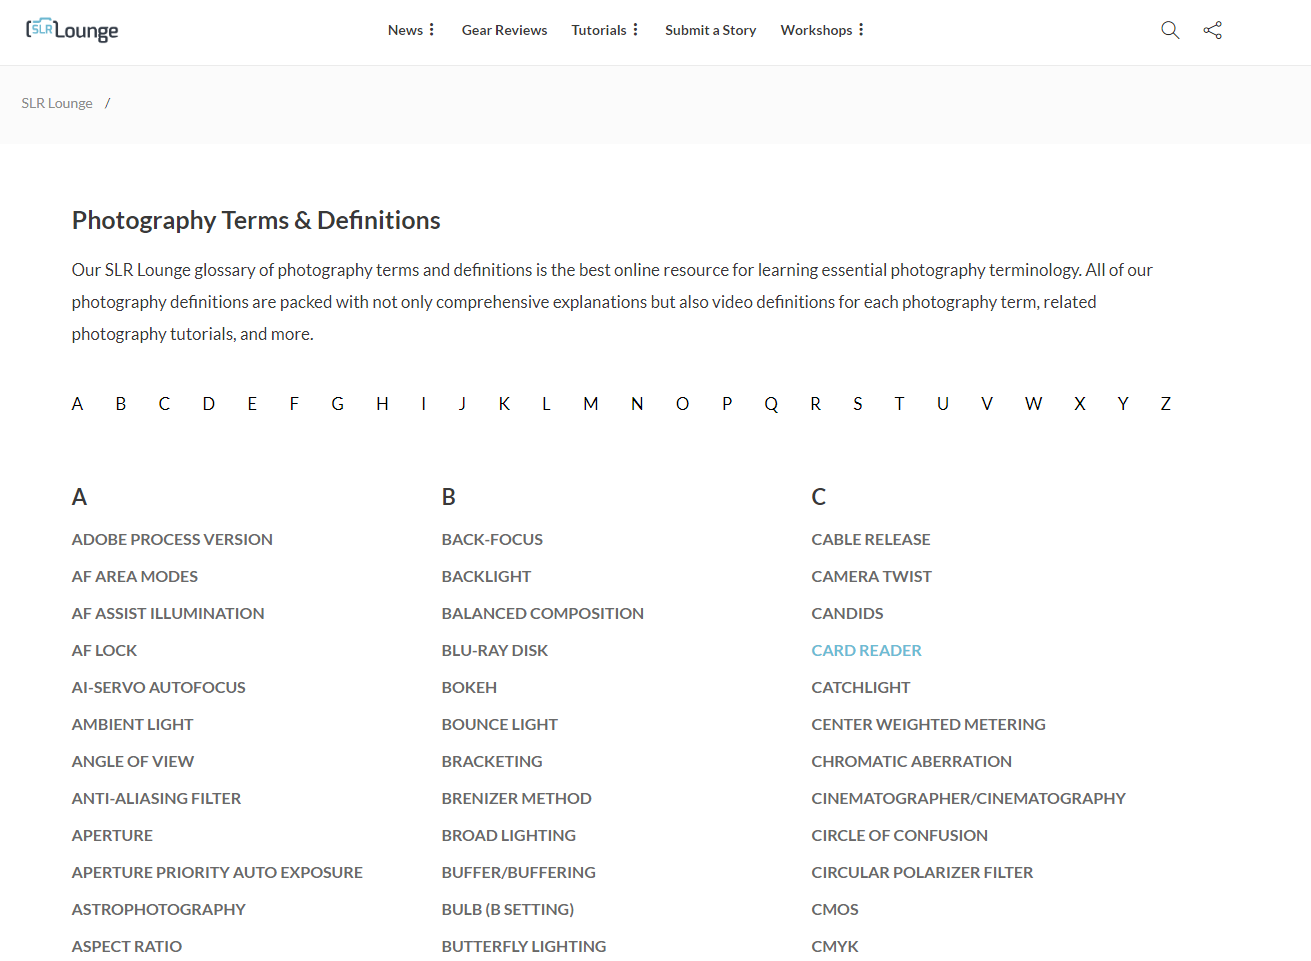 SLR Lounge
News
Gear Reviews
Tutorials
Submit a Story
Workshops
SLR Lounge /
Photography Terms & Definitions
Our SLR Lounge glossary of photography terms and definitions is the best online resource for learning essential photography terminology. All of our
photography definitions are packed with not only comprehensive explanations but also video definitions for each photography term, related
photography tutorials, and more.
A B C D E F G H I J K L M N O P Q R S T U V W X Y Z
A
ADOBE PROCESS VERSION
AF AREA MODES
AF ASSIST ILLUMINATION
AF LOCK
AI-SERVO AUTOFOCUS
AMBIENT LIGHT
ANGLE OF VIEW
ANTI-ALIASING FILTER
APERTURE
APERTURE PRIORITY AUTO EXPOSURE
ASTROPHOTOGRAPHY
ASPECT RATIO
B
BACK-FOCUS
BACKLIGHT
BALANCED COMPOSITION
BLU-RAY DISK
BOKEH
BOUNCE LIGHT
BRACKETING
BRENIZER METHOD
BROAD LIGHTING
BUFFER/BUFFERING
BULB (B SETTING)
BUTTERFLY LIGHTING
C
CABLE RELEASE
CAMERA TWIST
CANDIDS
CARD READER
CATCHLIGHT
CENTER WEIGHTED METERING
CHROMATIC ABERRATION
CINEMATOGRAPHER/CINEMATOGRAPHY
CIRCLE OF CONFUSION
CIRCULAR POLARIZER FILTER
CMOS
CMYK